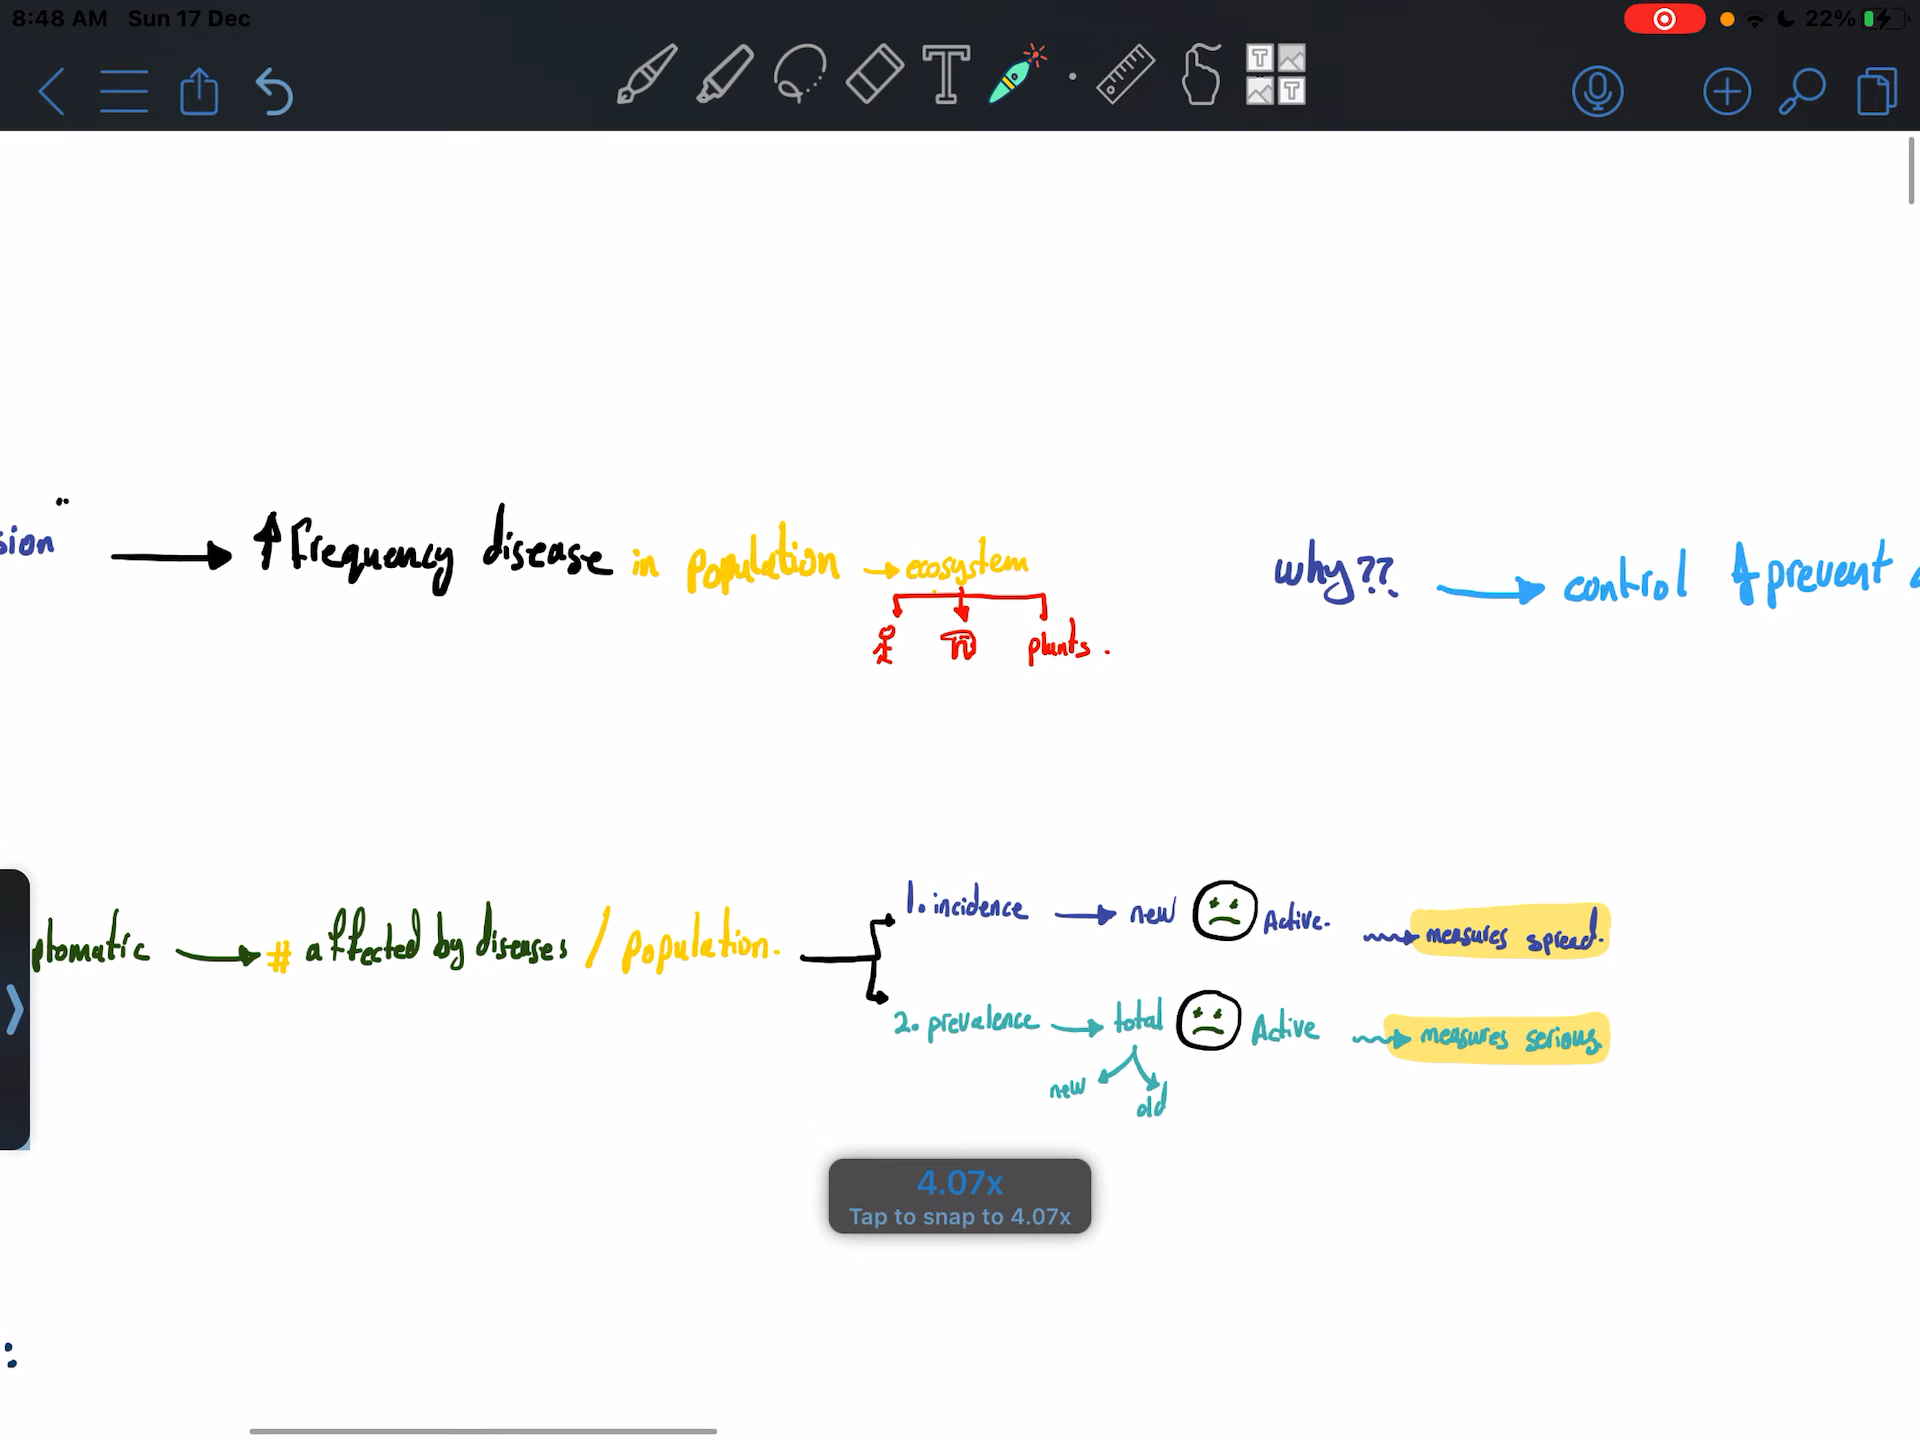 8:48 AM Sun 17 Dec
22%
sion → ↑ frequency disease in population → ecosystem
plants.
why?? → control & prevent
ptomatic → # affected by diseases / population.
1. incidence → new Active. → measures spread.
2. prevalence → total Active → measures serious.
new
old
4.07x
Tap to snap to 4.07x
: